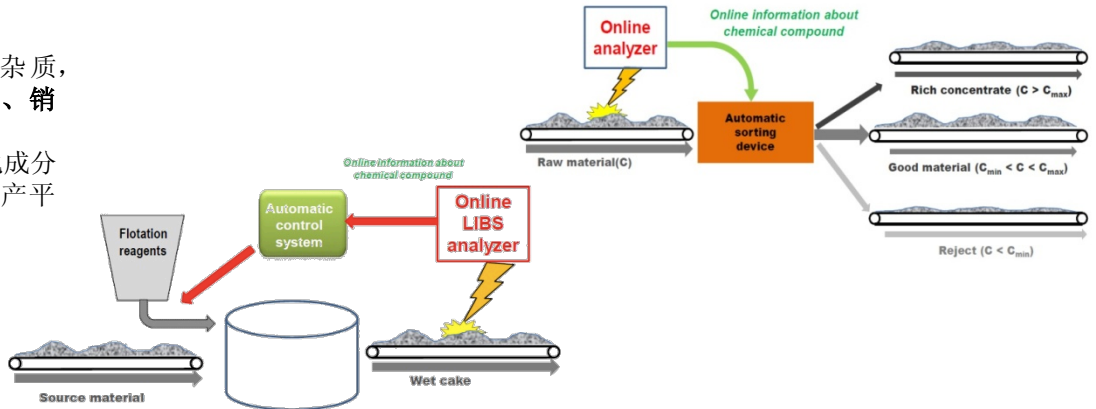 杂质,
、销
成分
产平
Online
analyzer
Online information about
chemical compound
Raw material(C)
Automatic
sorting
device
Rich concentrate (C > Cmax)
Good material (Cmin < C < Cmax)
Reject (C < Cmin)
Flotation
reagents
Automatic
control
system
Online information about
chemical compound
Online
LIBS
analyzer
Source material
Wet cake